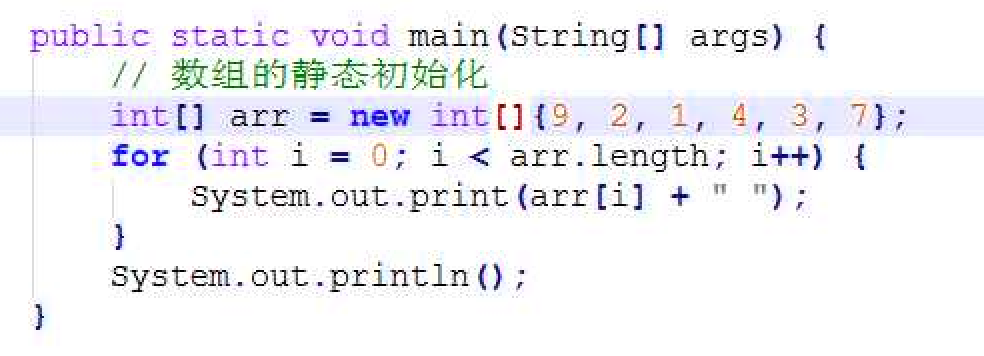 public static void main(String[] args) {
// 数组的静态初始化
int[] arr = new int[]{9, 2, 1, 4, 3, 7};
for (int i = 0; i < arr.length; i++) {
System.out.print(arr[i] + " ");
}
System.out.println();
}